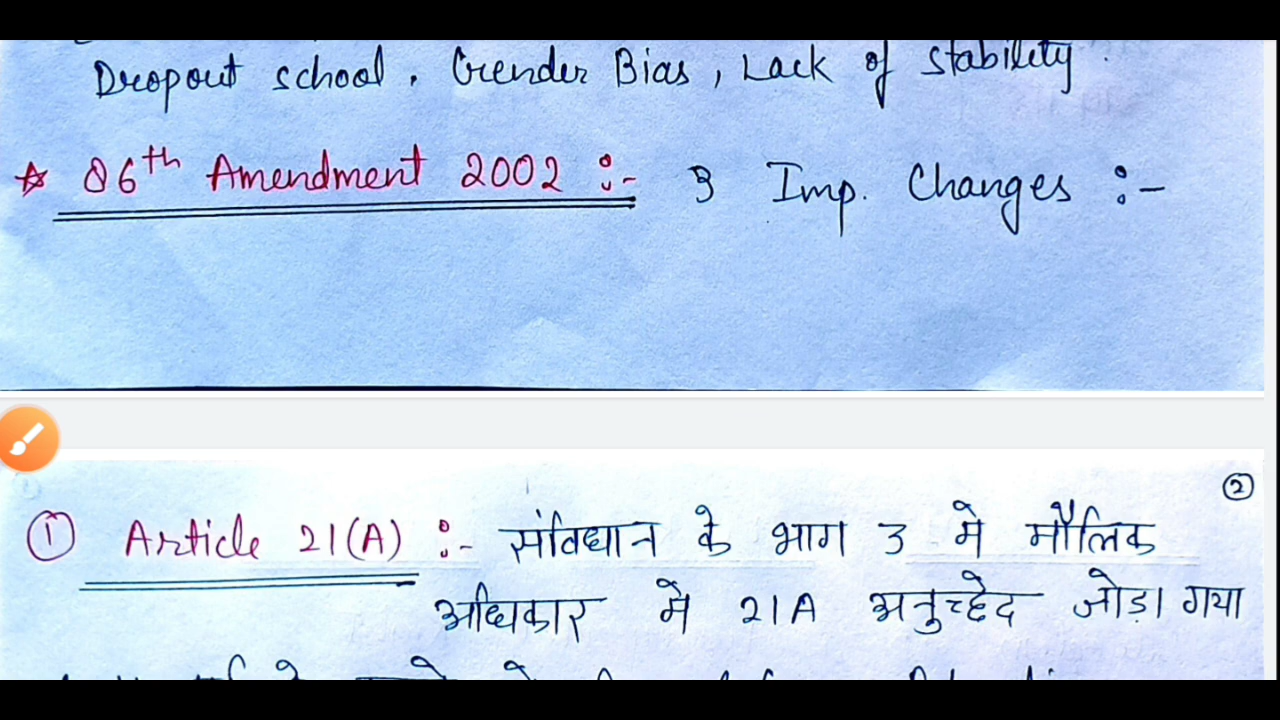 Dropout school, Gender Bias, Lack of stability.
☆ 86th Amendment 2002 :- 3 Imp. Changes :-
②
① Article 21(A) :- संविधान के भाग 3 मे मौलिक
अधिकार मे 21A अनुच्छेद जोड़ा गया